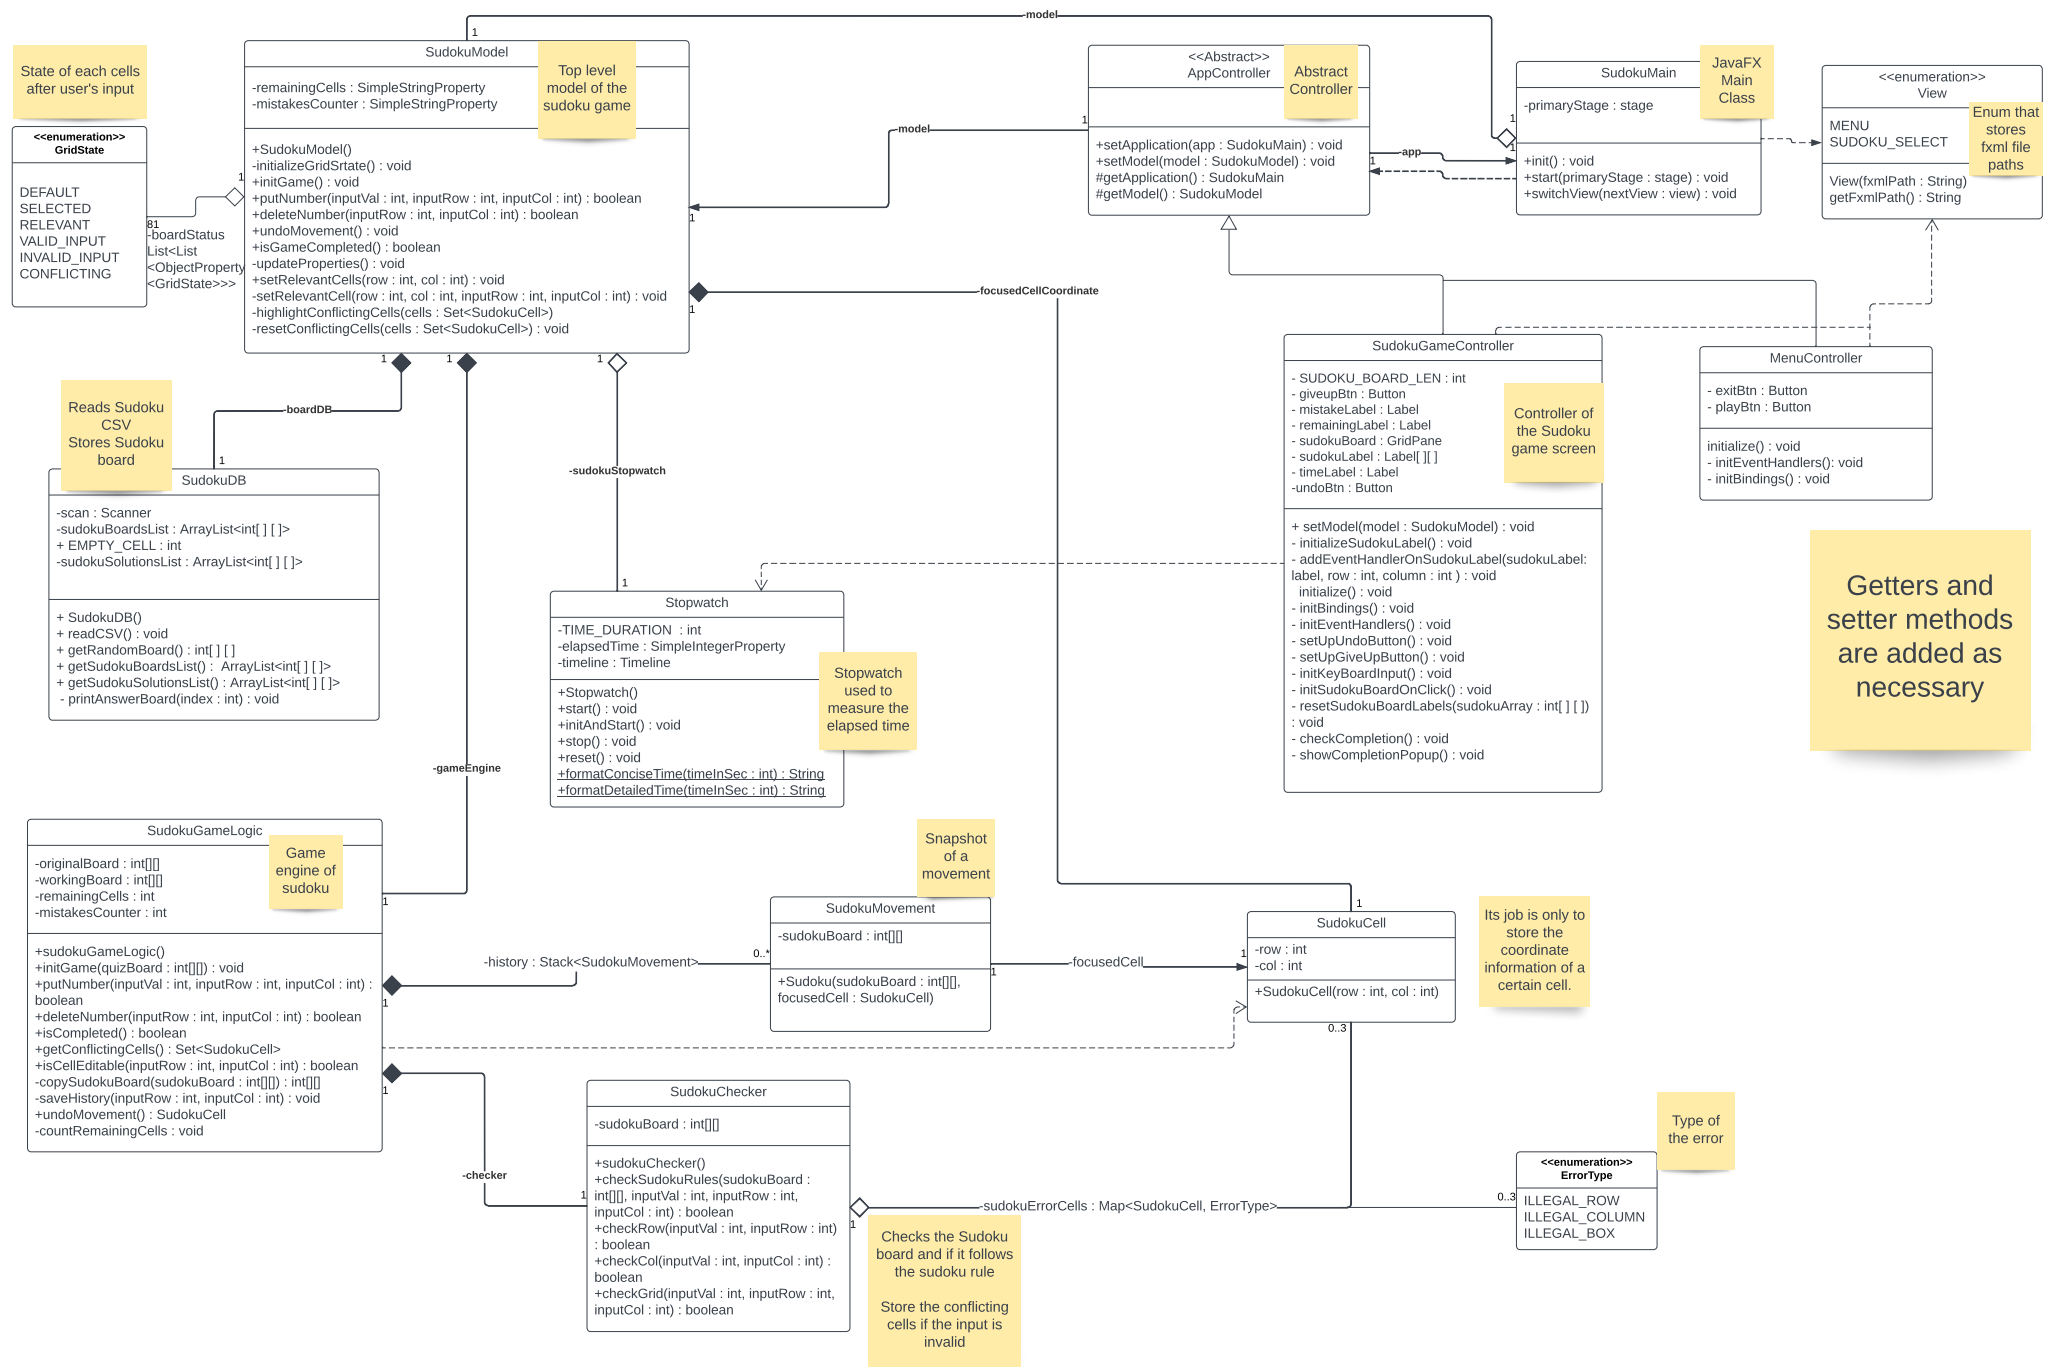 -model
1
State of each cells
after user's input
<<enumeration>>
GridState
DEFAULT
SELECTED
RELEVANT
VALID_INPUT
INVALID_INPUT
CONFLICTING
1
81
-boardStatus
List<List
<ObjectProperty
<GridState>>>
SudokuModel
Top level
model of the
sudoku game
-remainingCells : SimpleStringProperty
-mistakesCounter : SimpleStringProperty
+SudokuModel()
-initializeGridSrtate() : void
+initGame() : void
+putNumber(inputVal : int, inputRow : int, inputCol : int) : boolean
+deleteNumber(inputRow : int, inputCol : int) : boolean
+undoMovement() : void
+isGameCompleted() : boolean
-updateProperties() : void
+setRelevantCells(row : int, col : int) : void
-setRelevantCell(row : int, col : int, inputRow : int, inputCol : int) : void
-highlightConflictingCells(cells : Set<SudokuCell>)
-resetConflictingCells(cells : Set<SudokuCell>) : void
-model
1
1
<<Abstract>>
AppController
Abstract
Controller
+setApplication(app : SudokuMain) : void
+setModel(model : SudokuModel) : void
#getApplication() : SudokuMain
#getModel() : SudokuModel
-app
1
1
1
SudokuMain
JavaFX
Main
Class
-primaryStage : stage
+init() : void
+start(primaryStage : stage) : void
+switchView(nextView : view) : void
<<enumeration>>
View
Enum that
stores
fxml file
paths
MENU
SUDOKU_SELECT
View(fxmlPath : String)
getFxmlPath() : String
-focusedCellCoordinate
1
1
1
1
1
-boardDB
1
Reads Sudoku
CSV
Stores Sudoku
board
SudokuDB
-scan : Scanner
-sudokuBoardsList : ArrayList<int[ ] [ ]>
+ EMPTY_CELL : int
-sudokuSolutionsList : ArrayList<int[ ] [ ]>
+ SudokuDB()
+ readCSV() : void
+ getRandomBoard() : int[ ] [ ]
+ getSudokuBoardsList() :  ArrayList<int[ ] [ ]>
+ getSudokuSolutionsList() : ArrayList<int[ ] [ ]>
- printAnswerBoard(index : int) : void
-sudokuStopwatch
1
Stopwatch
-TIME_DURATION  : int
-elapsedTime : SimpleIntegerProperty
-timeline : Timeline
Stopwatch
used to
measure the
elapsed time
+Stopwatch()
+start() : void
+initAndStart() : void
+stop() : void
+reset() : void
+formatConciseTime(timeInSec : int) : String
+formatDetailedTime(timeInSec : int) : String
SudokuGameController
Controller of
the Sudoku
game screen
- SUDOKU_BOARD_LEN : int
- giveupBtn : Button
- mistakeLabel : Label
- remainingLabel : Label
- sudokuBoard : GridPane
- sudokuLabel : Label[ ][ ]
- timeLabel : Label
-undoBtn : Button
+ setModel(model : SudokuModel) : void
- initializeSudokuLabel() : void
- addEventHandlerOnSudokuLabel(sudokuLabel:
label, row : int, column : int ) : void
initialize() : void
- initBindings() : void
- initEventHandlers() : void
- setUpUndoButton() : void
- setUpGiveUpButton() : void
- initKeyBoardInput() : void
- initSudokuBoardOnClick() : void
- resetSudokuBoardLabels(sudokuArray : int[ ] [ ])
: void
- checkCompletion() : void
- showCompletionPopup() : void
MenuController
- exitBtn : Button
- playBtn : Button
initialize() : void
- initEventHandlers(): void
- initBindings() : void
Getters and
setter methods
are added as
necessary
-gameEngine
1
SudokuGameLogic
Game
engine of
sudoku
-originalBoard : int[][]
-workingBoard : int[][]
-remainingCells : int
-mistakesCounter : int
+sudokuGameLogic()
+initGame(quizBoard : int[][]) : void
+putNumber(inputVal : int, inputRow : int, inputCol : int) :
boolean
+deleteNumber(inputRow : int, inputCol : int) : boolean
+isCompleted() : boolean
+getConflictingCells() : Set<SudokuCell>
+isCellEditable(inputRow : int, inputCol : int) : boolean
-copySudokuBoard(sudokuBoard : int[][]) : int[][]
-saveHistory(inputRow : int, inputCol : int) : void
+undoMovement() : SudokuCell
-countRemainingCells : void
-history : Stack<SudokuMovement>
1
0..*
Snapshot
of a
movement
SudokuMovement
-sudokuBoard : int[][]
+Sudoku(sudokuBoard : int[][],
focusedCell : SudokuCell)
-focusedCell
1
1
SudokuCell
-row : int
-col : int
+SudokuCell(row : int, col : int)
Its job is only to
store the
coordinate
information of a
certain cell.
0..3
1
-checker
1
SudokuChecker
-sudokuBoard : int[][]
+sudokuChecker()
+checkSudokuRules(sudokuBoard :
int[][], inputVal : int, inputRow : int,
inputCol : int) : boolean
+checkRow(inputVal : int, inputRow : int)
: boolean
+checkCol(inputVal : int, inputCol : int) :
boolean
+checkGrid(inputVal : int, inputRow : int,
inputCol : int) : boolean
1
-sudokuErrorCells : Map<SudokuCell, ErrorType>
0..3
Checks the Sudoku
board and if it follows
the sudoku rule
Store the conflicting
cells if the input is
invalid
Type of
the error
<<enumeration>>
ErrorType
ILLEGAL_ROW
ILLEGAL_COLUMN
ILLEGAL_BOX